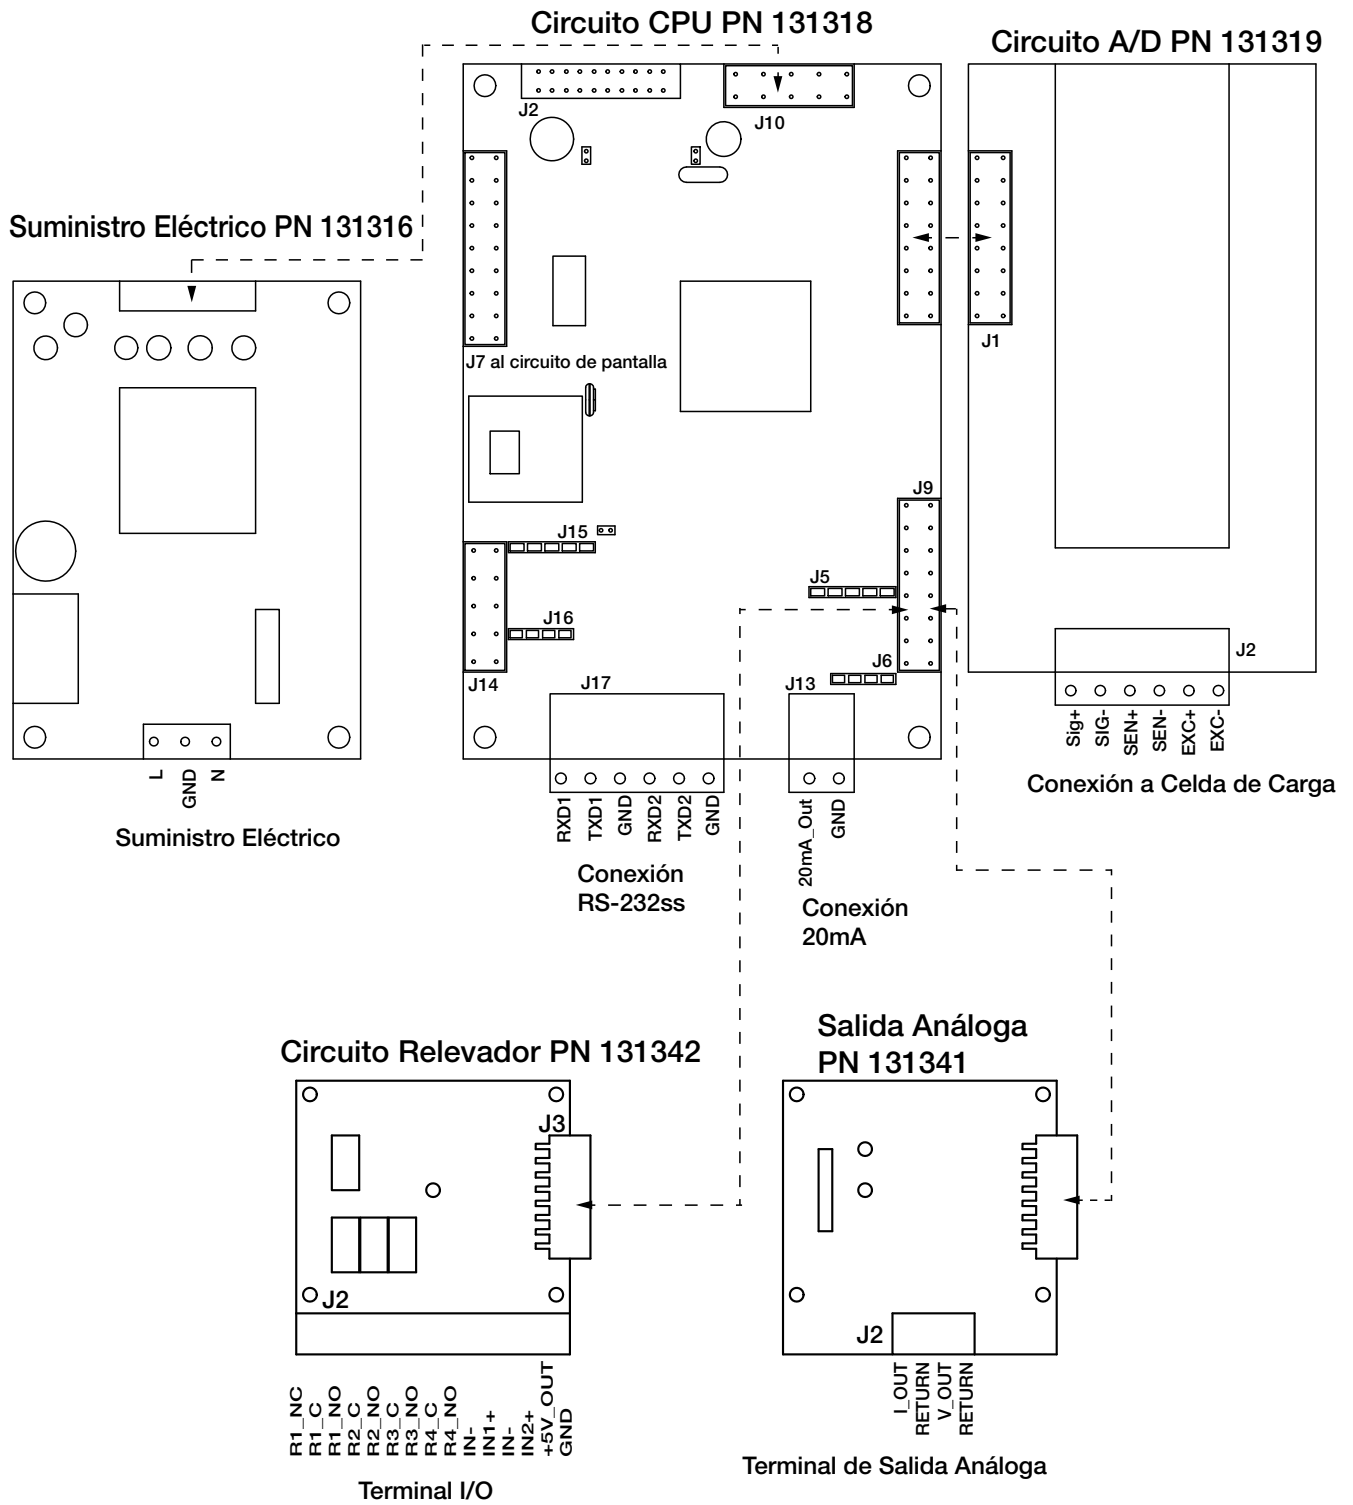 Circuito CPU PN 131318
Circuito A/D PN 131319
J2
J10
Suministro Eléctrico PN 131316
J1
J7 al circuito de pantalla
J9
J15
J5
J16
J6
J14
J17
J13
J2
L
GND
N
Suministro Eléctrico
RXD1
TXD1
GND
RXD2
TXD2
GND
Conexión
RS-232ss
20mA_Out
GND
Conexión
20mA
Sig+
SIG-
SEN+
SEN-
EXC+
EXC-
Conexión a Celda de Carga
Circuito Relevador PN 131342
J3
J2
R1_NC
R1_C
R1_NO
R2_C
R2_NO
R3_C
R3_NO
R4_C
R4_NO
IN-
IN1+
IN-
IN2+
+5V_OUT
GND
Terminal I/O
Salida Análoga
PN 131341
J2
I_OUT
RETURN
V_OUT
RETURN
Terminal de Salida Análoga